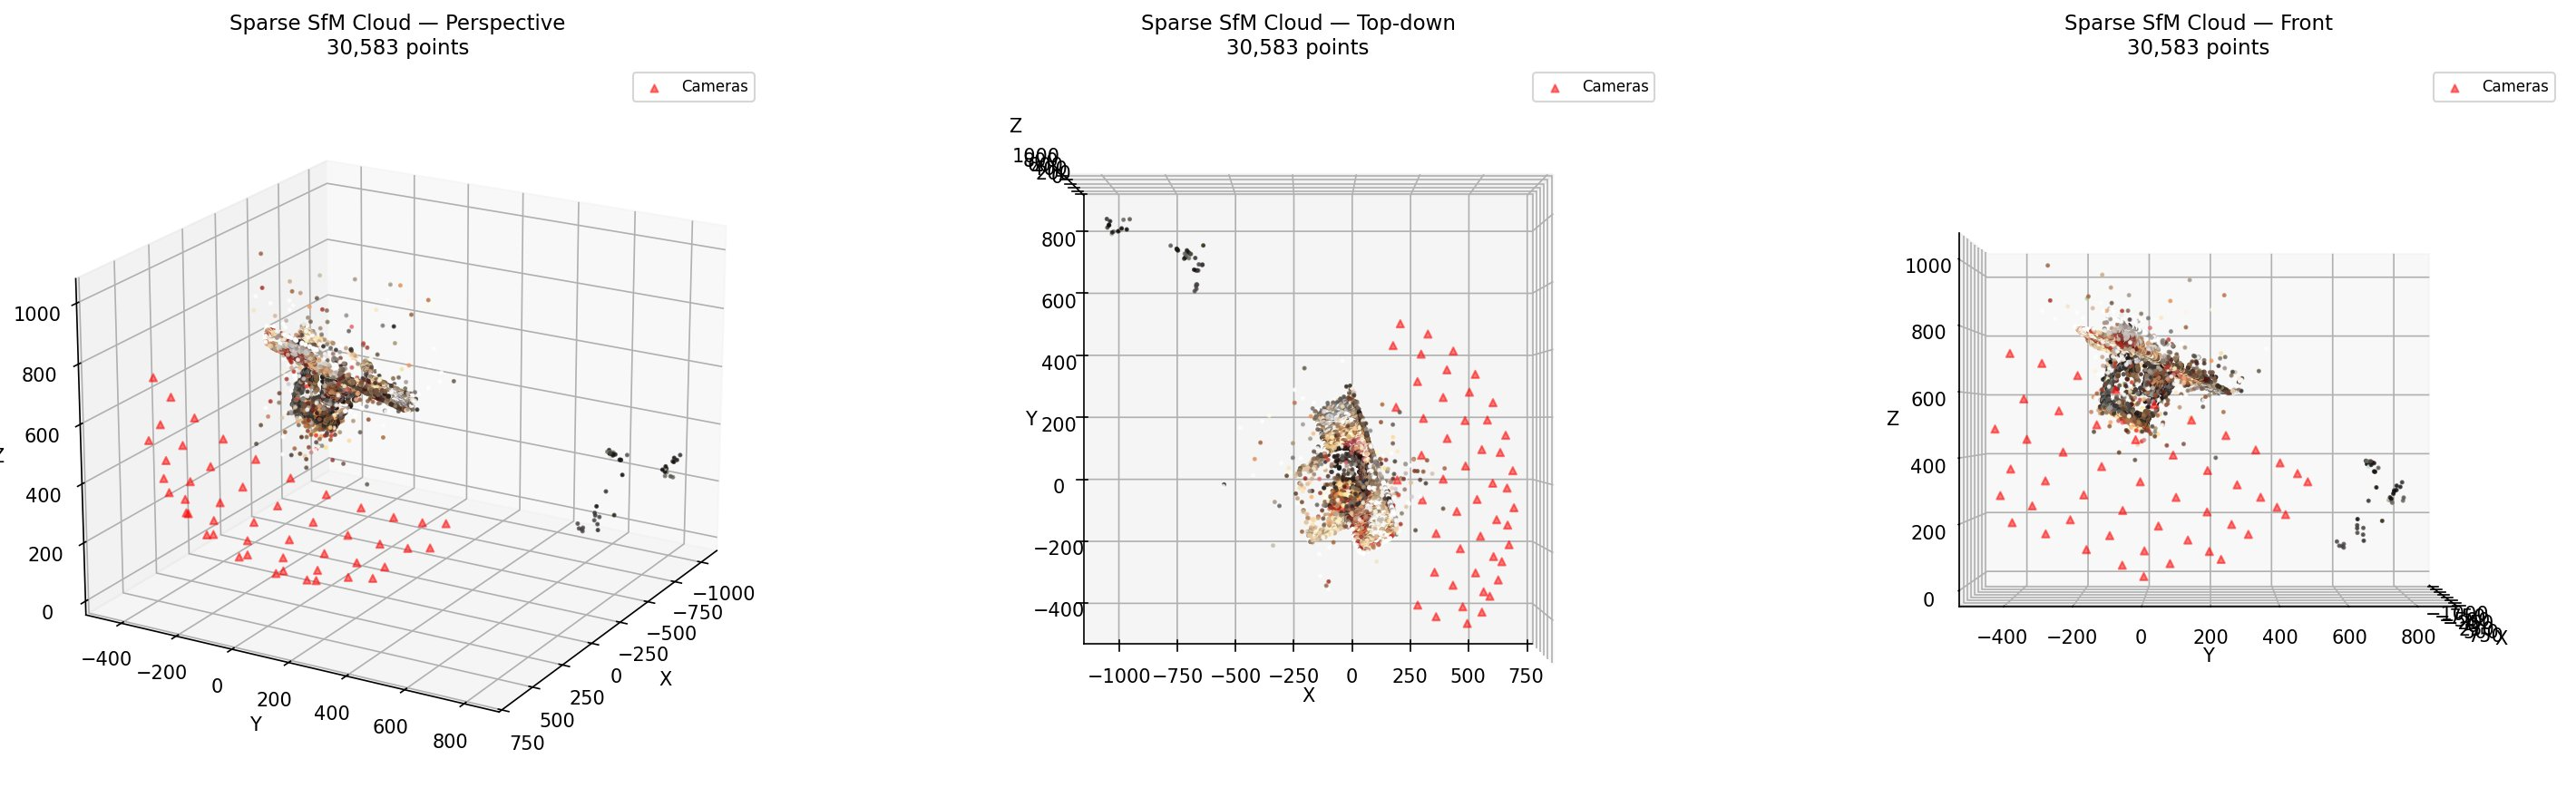 Sparse SfM Cloud — Perspective
30,583 points
Cameras
1000
800
600
400
200
0
Z
−400
−200
0
200
400
600
800
Y
−1000
−750
−500
−250
0
250
500
750
X
Sparse SfM Cloud — Top-down
30,583 points
Cameras
Z
1000
200
800
600
400
Y 200
0
−200
−400
−1000 −750 −500 −250 0 250 500 750
X
Sparse SfM Cloud — Front
30,583 points
Cameras
1000
800
600
Z
400
200
0
−400 −200 0 200 400 600 800
Y
X